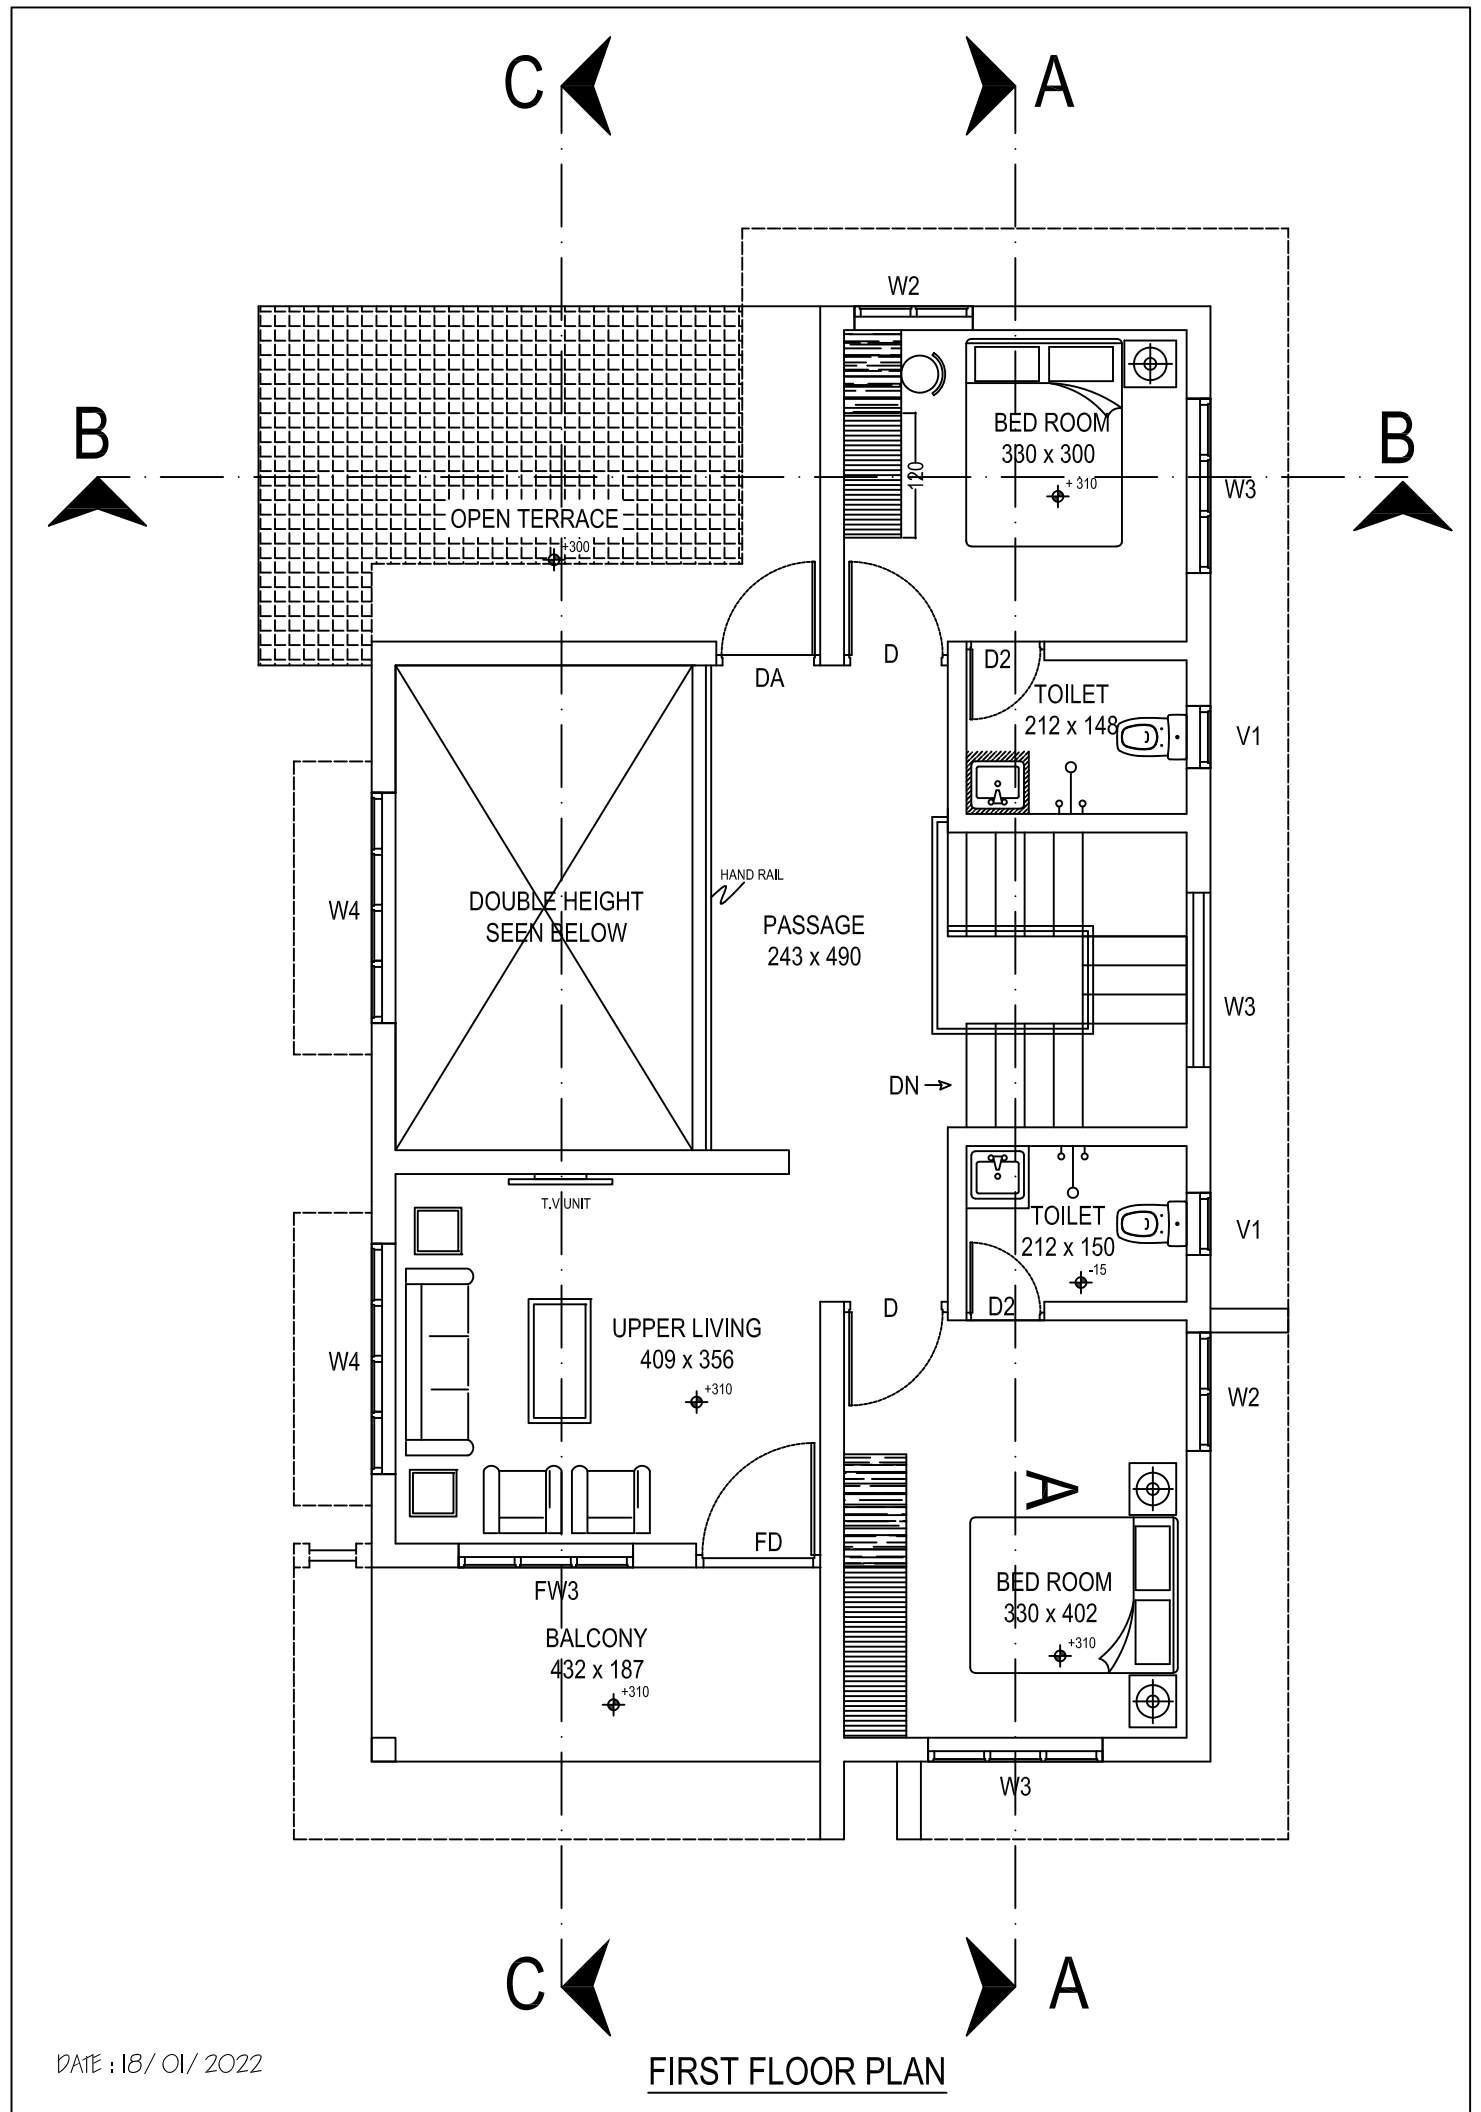 C
A
W2
B
B
BED ROOM
330 x 300
+ 310
120
W3
OPEN TERRACE
+300
DA
D
D2
TOILET
212 x 148
V1
HAND RAIL
DOUBLE HEIGHT
SEEN BELOW
W4
PASSAGE
243 x 490
W3
DN
T.V UNIT
TOILET
212 x 150
-15
V1
D
D2
UPPER LIVING
409 x 356
+310
W4
W2
A
FD
FW3
BED ROOM
330 x 402
+310
BALCONY
432 x 187
+310
W3
C
A
DATE : 18/ 01/ 2022
FIRST FLOOR PLAN